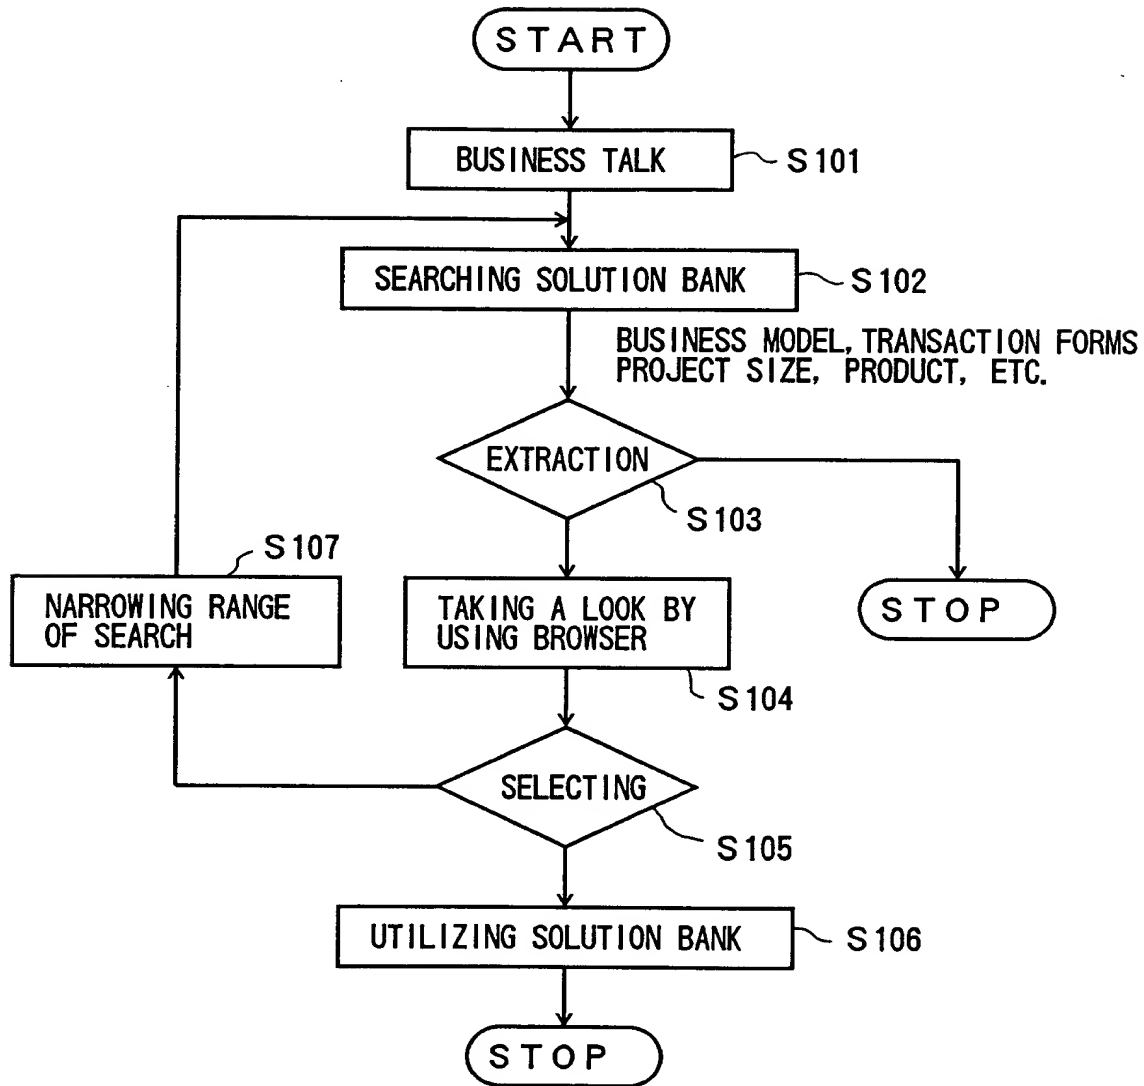 START
BUSINESS TALK
S101
SEARCHING SOLUTION BANK
S102
BUSINESS MODEL, TRANSACTION FORMS
PROJECT SIZE, PRODUCT, ETC.
EXTRACTION
S103
S107
NARROWING RANGE
OF SEARCH
TAKING A LOOK BY
USING BROWSER
S104
STOP
SELECTING
S105
UTILIZING SOLUTION BANK
S106
STOP